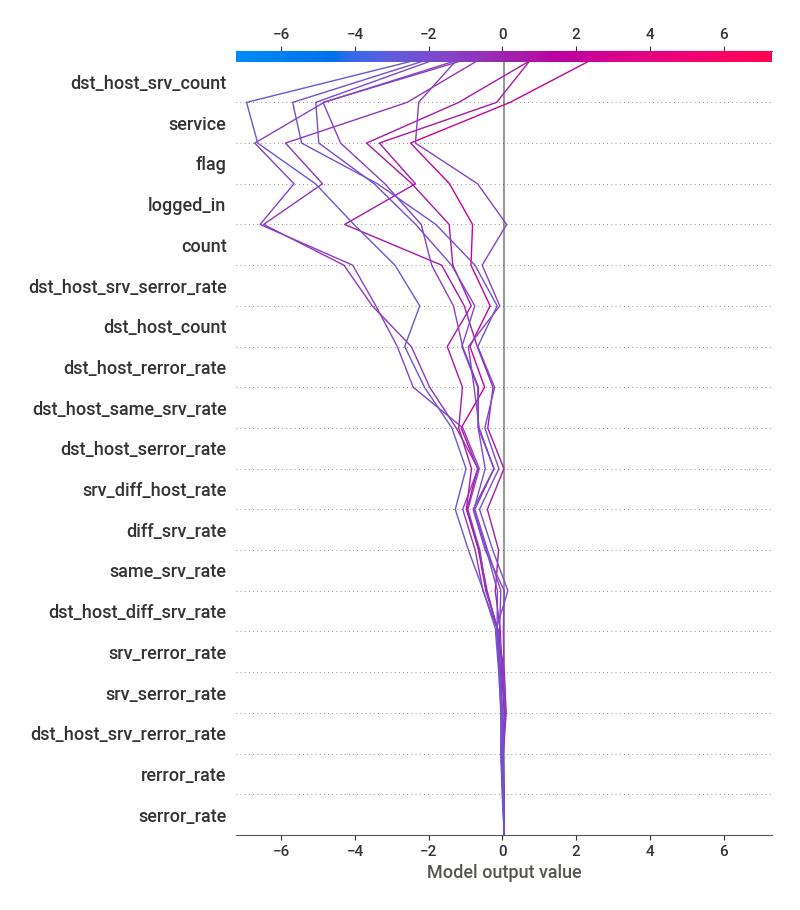 −6 −4 −2 0 2 4 6
dst_host_srv_count
service
flag
logged_in
count
dst_host_srv_serror_rate
dst_host_count
dst_host_rerror_rate
dst_host_same_srv_rate
dst_host_serror_rate
srv_diff_host_rate
diff_srv_rate
same_srv_rate
dst_host_diff_srv_rate
srv_rerror_rate
srv_serror_rate
dst_host_srv_rerror_rate
rerror_rate
serror_rate
−6 −4 −2 0 2 4 6
Model output value